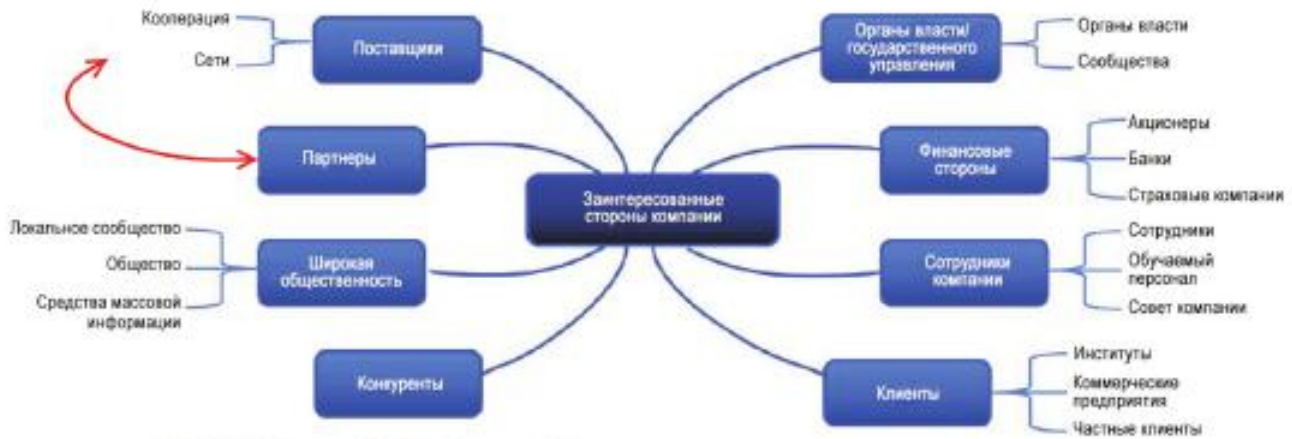 Кооперация
Сети
Поставщики
Партнеры
Локальное сообщество
Общество
Средства массовой
информации
Широкая
общественность
Конкуренты
Заинтересованные
стороны компании
Органы власти/
государственного
управления
Органы власти
Сообщества
Финансовые
стороны
Акционеры
Банки
Страховые компании
Сотрудники
компании
Сотрудники
Обучаемый
персонал
Совет компании
Клиенты
Институты
Коммерческие
предприятия
Частные клиенты